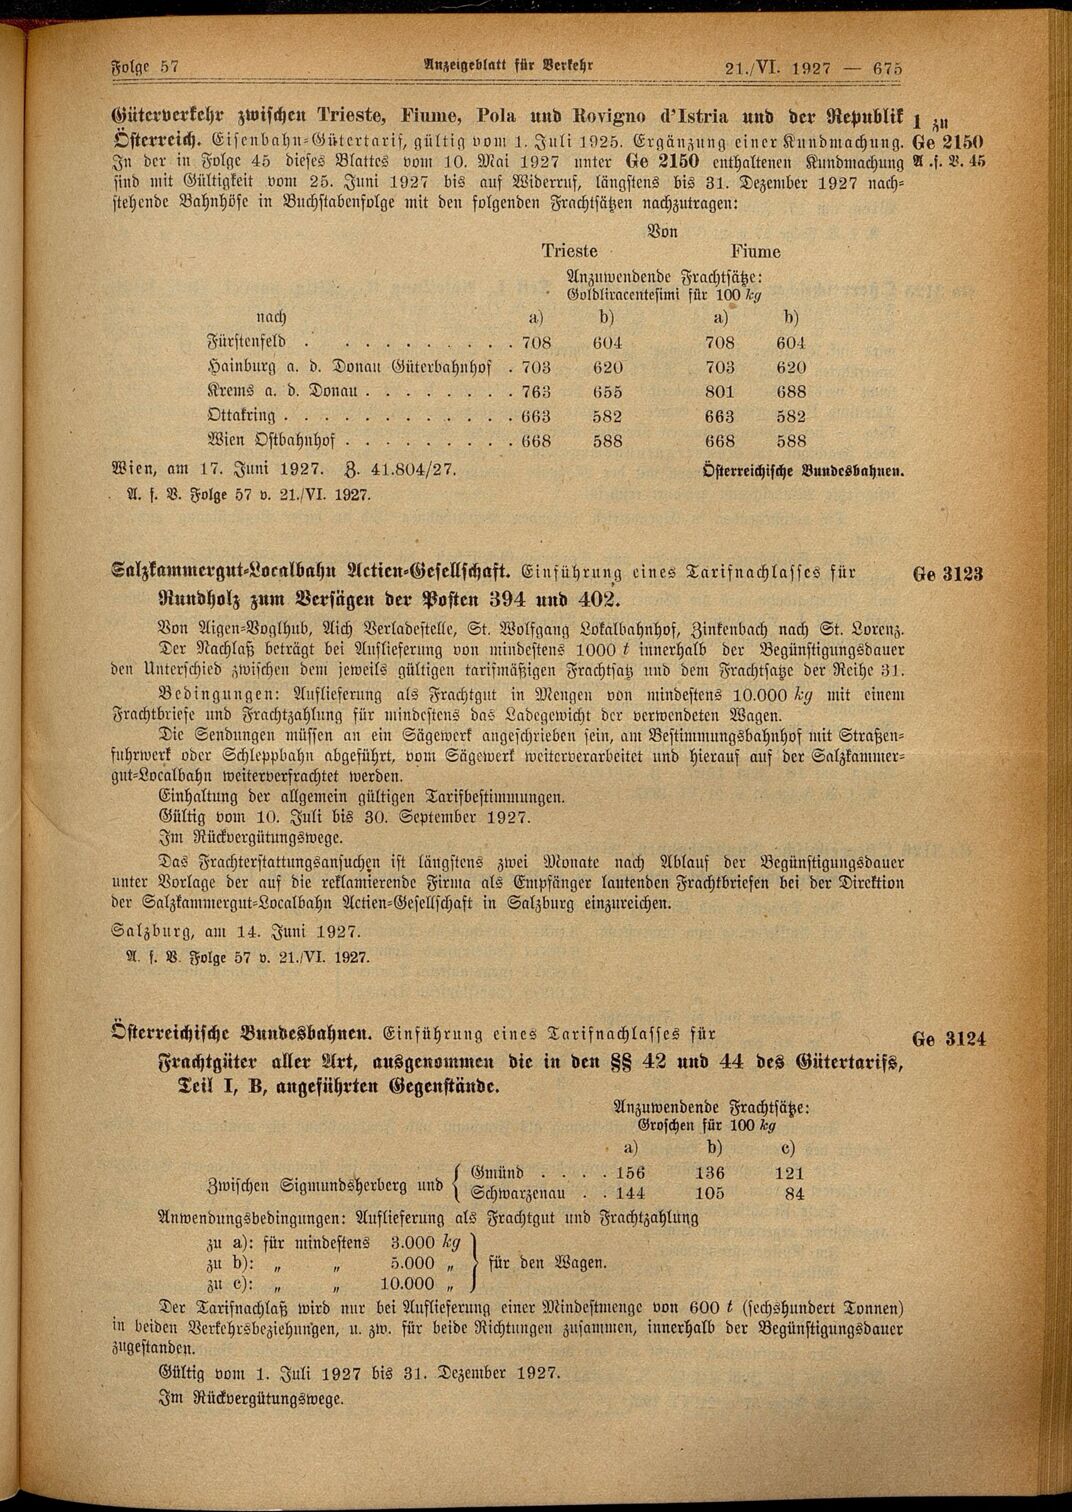 Folge 57 Anzeigeblatt für Verkehr 21./VI. 1927 — 675
Güterverkehr zwischen Trieste, Fiume, Pola und Rovigno d'Istria und der Republik 1 zu
Österreich. Eisenbahn-Gütertarif, gültig vom 1. Juli 1925. Ergänzung einer Kundmachung. Ge 2150
In der in Folge 45 dieses Blattes vom 10. Mai 1927 unter Ge 2150 enthaltenen Kundmachung A .f. V. 45
sind mit Gültigkeit vom 25. Juni 1927 bis auf Widerruf, längstens bis 31. Dezember 1927 nach-
stehende Bahnhöfe in Buchstabenfolge mit den folgenden Frachtsätzen nachzutragen:
Von
Trieste Fiume
Anzuwendende Frachtsätze:
Goldliracentesimi für 100 kg
nach a) b) a) b)
Fürstenfeld . . . . . . . . . . 708 604 708 604
Hainburg a. d. Donau Güterbahnhof . 703 620 703 620
Krems a. d. Donau . . . . . . . 763 655 801 688
Ottakring . . . . . . . . . . . . 663 582 663 582
Wien Ostbahnhof . . . . . . . . 668 588 668 588
Wien, am 17. Juni 1927. Z. 41.804/27. Österreichische Bundesbahnen.
A. f. V. Folge 57 v. 21./VI. 1927.
Salzkammergut-Localbahn Actien-Gesellschaft. Einführung eines Tarifnachlasses für Ge 3123
Rundholz zum Versägen der Posten 394 und 402.
Von Aigen-Voglhub, Aich Verladestelle, St. Wolfgang Lokalbahnhof, Zinkenbach nach St. Lorenz.
Der Nachlaß beträgt bei Auflieferung von mindestens 1000 t innerhalb der Begünstigungsdauer
den Unterschied zwischen dem jeweils gültigen tarifmäßigen Frachtsatz und dem Frachtsatze der Reihe 31.
Bedingungen: Auflieferung als Frachtgut in Mengen von mindestens 10.000 kg mit einem
Frachtbriefe und Frachtzahlung für mindestens das Ladegewicht der verwendeten Wagen.
Die Sendungen müssen an ein Sägewerk angeschrieben sein, am Bestimmungsbahnhof mit Straßen-
fuhrwerk oder Schleppbahn abgeführt, vom Sägewerk weiterverarbeitet und hierauf auf der Salzkammer-
gut-Localbahn weiterverfrachtet werden.
Einhaltung der allgemein gültigen Tarifbestimmungen.
Gültig vom 10. Juli bis 30. September 1927.
Im Rückvergütungswege.
Das Frachterstattungsansuchen ist längstens zwei Monate nach Ablauf der Begünstigungsdauer
unter Vorlage der auf die reklamierende Firma als Empfänger lautenden Frachtbriefen bei der Direktion
der Salzkammergut-Localbahn Actien-Gesellschaft in Salzburg einzureichen.
Salzburg, am 14. Juni 1927.
A. f. V. Folge 57 v. 21./VI. 1927.
Österreichische Bundesbahnen. Einführung eines Tarifnachlasses für Ge 3124
Frachtgüter aller Art, ausgenommen die in den §§ 42 und 44 des Gütertarifs,
Teil I, B, angeführten Gegenstände.
Anzuwendende Frachtsätze:
Groschen für 100 kg
a) b) c)
Zwischen Sigmundsherberg und { Gmünd . . . . 156 136 121
Schwarzenau . . 144 105 84
Anwendungsbedingungen: Auflieferung als Frachtgut und Frachtzahlung
zu a): für mindestens 3.000 kg
zu b): „ „ 5.000 „ } für den Wagen.
zu c): „ „ 10.000 „
Der Tarifnachlaß wird nur bei Auflieferung einer Mindestmenge von 600 t (sechshundert Tonnen)
in beiden Verkehrsbeziehungen, u. zw. für beide Richtungen zusammen, innerhalb der Begünstigungsdauer
zugestanden.
Gültig vom 1. Juli 1927 bis 31. Dezember 1927.
Im Rückvergütungswege.